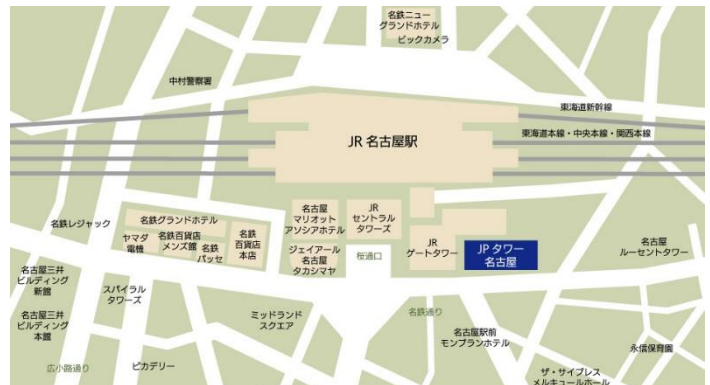 名鉄ニュー
グランドホテル
ビックカメラ
中村警察署
東海道新幹線
JR 名古屋駅
東海道本線・中央本線・関西本線
名鉄レジャック
名鉄グランドホテル
ヤマダ
電機
名鉄百貨店
メンズ館
名鉄
パッセ
名鉄
百貨店
本店
名古屋
マリオット
アソシアホテル
ジェイアール
名古屋
タカシマヤ
JR
セントラル
タワーズ
桜通口
JR
ゲートタワー
JPタワー
名古屋
名古屋
ルーセントタワー
名古屋三井
ビルディング
新館
スパイラル
タワーズ
名古屋三井
ビルディング
本館
ミッドランド
スクエア
名鉄通り
名古屋駅前
モンブランホテル
永信保育園
広小路通り
ピカデリー
ザ・サイプレス
メルキュールホール